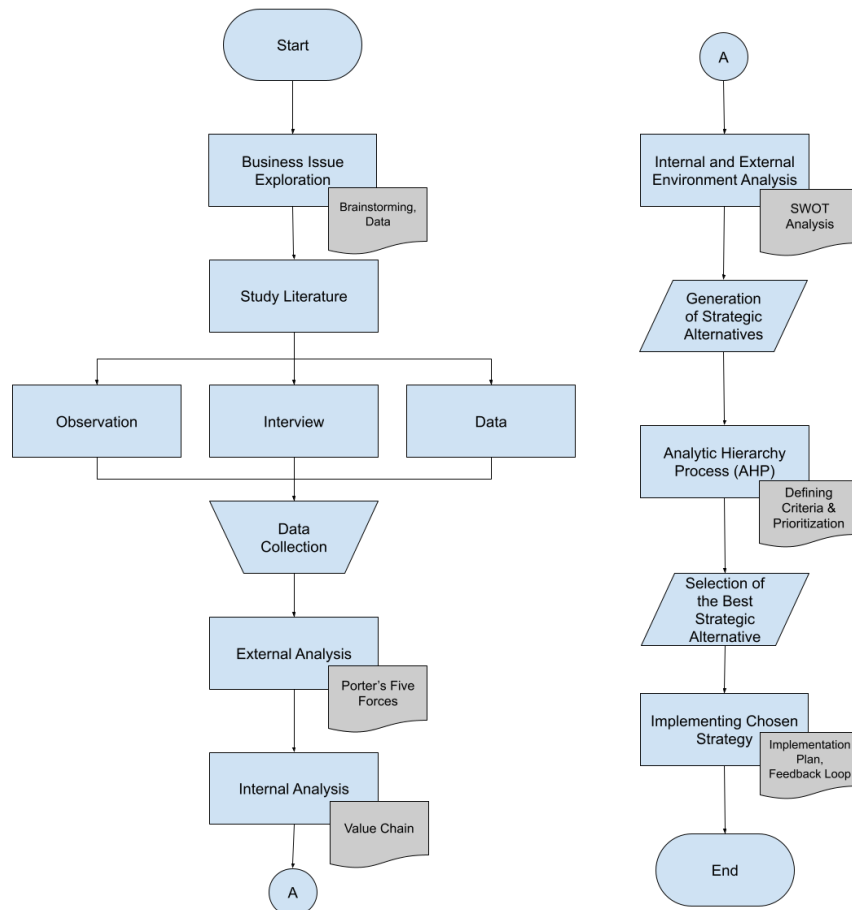 Start
Business Issue
Exploration
Brainstorming,
Data
Study Literature
Observation
Interview
Data
Data
Collection
External Analysis
Porter's Five
Forces
Internal Analysis
Value Chain
A
A
Internal and External
Environment Analysis
SWOT
Analysis
Generation
of Strategic
Alternatives
Analytic Hierarchy
Process (AHP)
Defining
Criteria &
Prioritization
Selection of
the Best
Strategic
Alternative
Implementing Chosen
Strategy
Implementation
Plan,
Feedback Loop
End